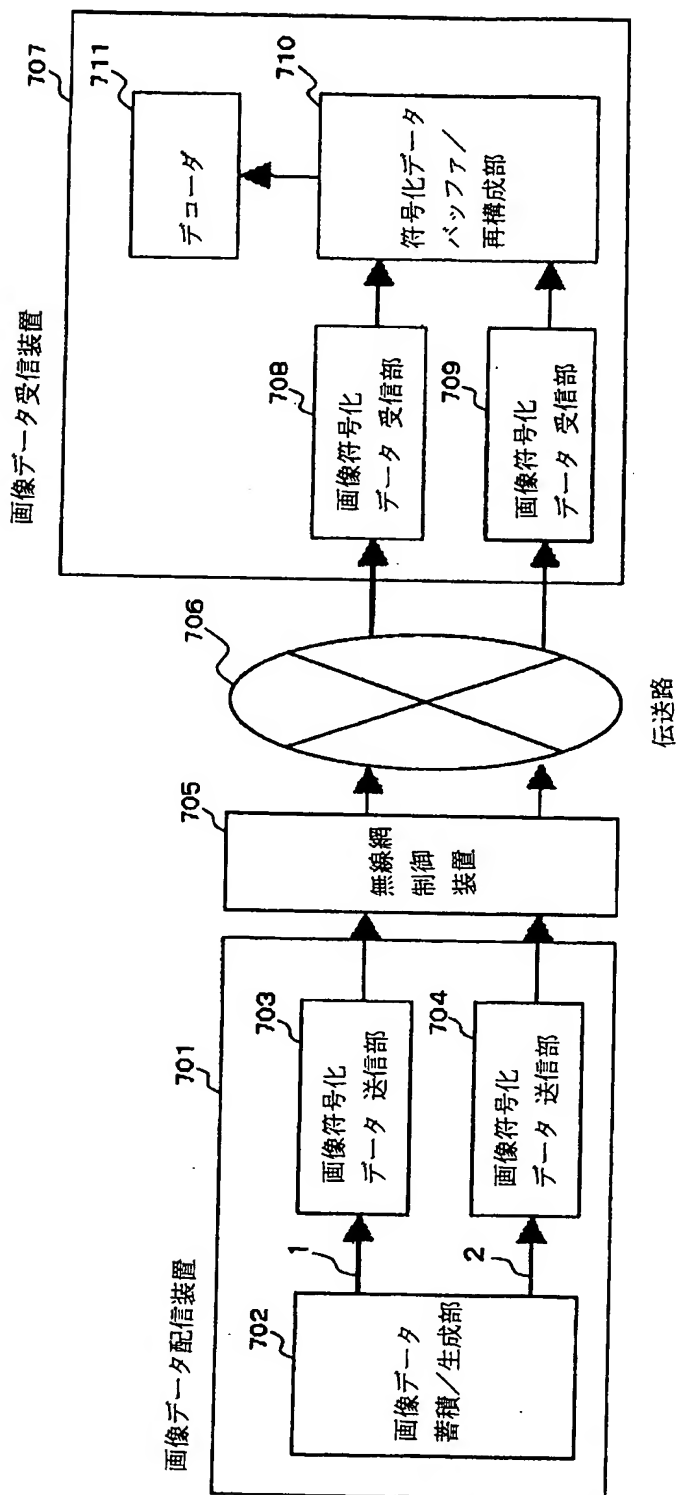 画像データ配信装置
701
702
画像データ
蓄積/生成部
1
2
703
画像符号化
データ 送信部
704
画像符号化
データ 送信部
705
無線網
制御
装置
706
伝送路
画像データ受信装置
707
708
画像符号化
データ 受信部
709
画像符号化
データ 受信部
710
符号化データ
バッファ/
再構成部
711
デコーダ